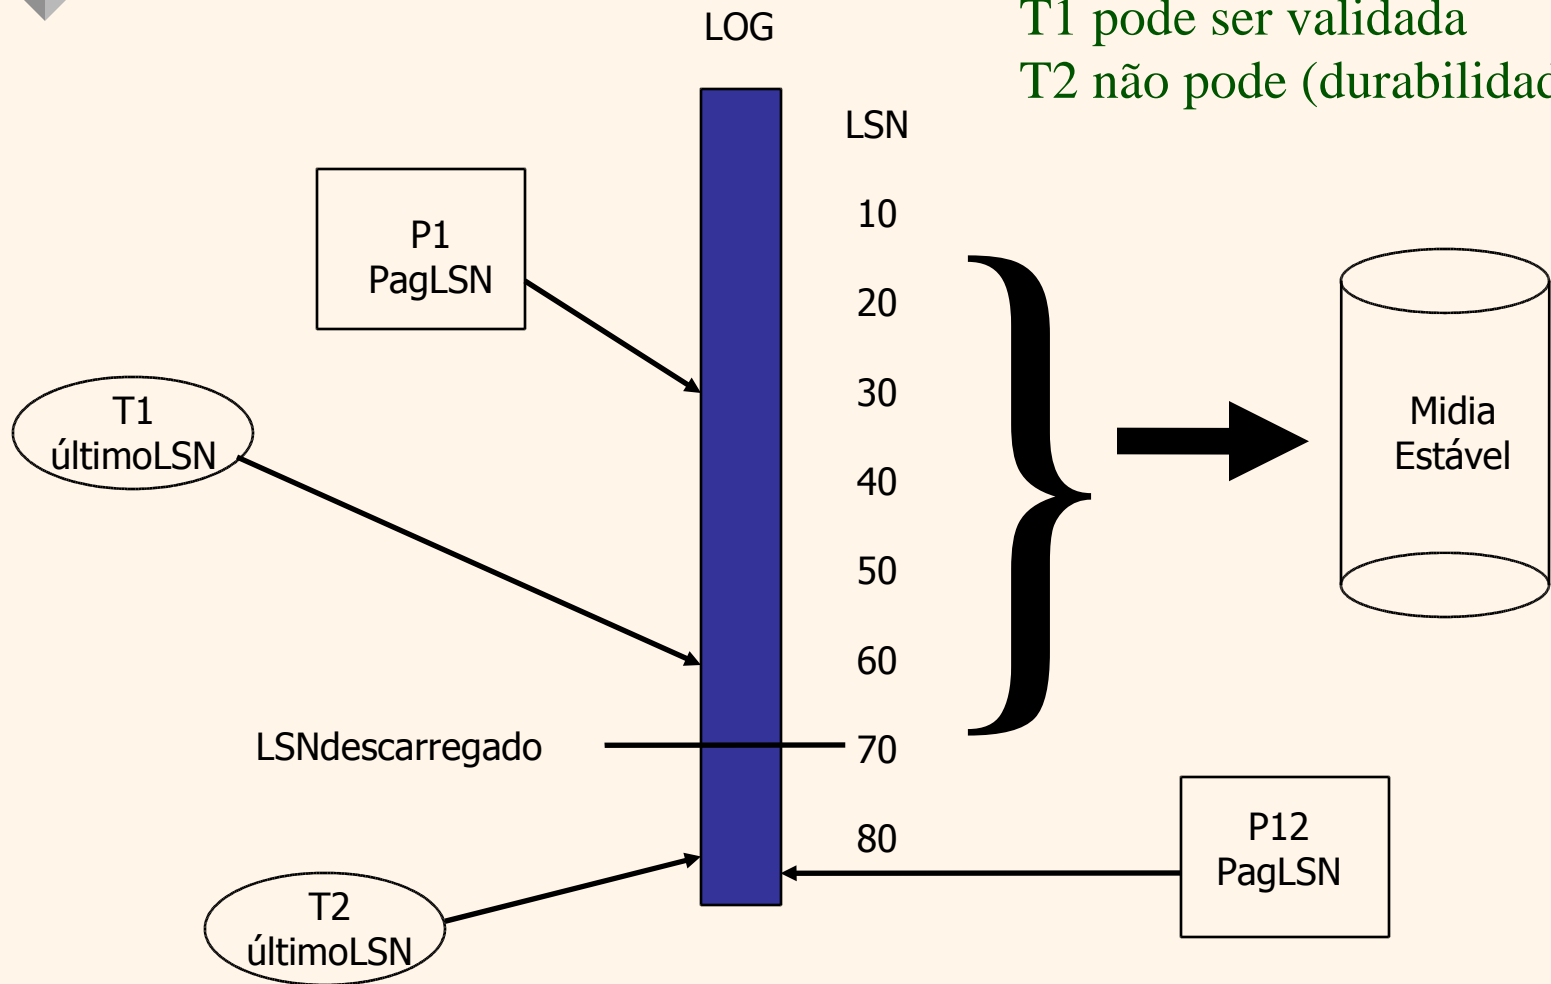 LOG
T1 pode ser validada
T2 não pode (durabilidad
LSN
10
P1
PagLSN
20
30
T1
últimoLSN
40
Midia
Estável
50
60
LSNdescarregado
70
80
P12
PagLSN
T2
últimoLSN